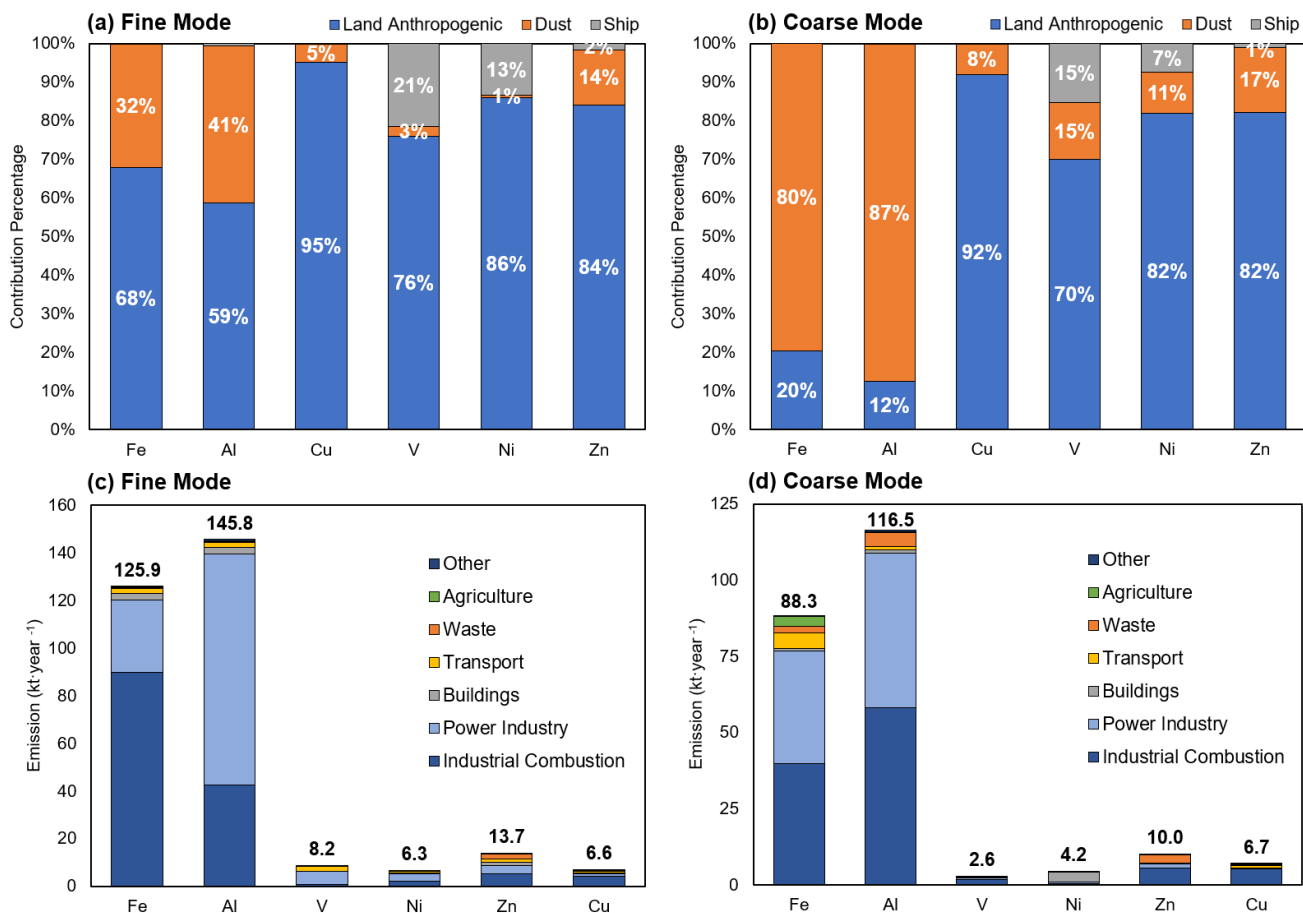 (a) Fine Mode
Land Anthropogenic Dust Ship
100%
90%
80%
70%
60%
50%
40%
30%
20%
10%
0%
Contribution Percentage
32%
68%
41%
59%
5%
95%
21%
3%
76%
13%
1%
86%
2%
14%
84%
Fe Al Cu V Ni Zn
(b) Coarse Mode
Land Anthropogenic Dust Ship
100%
90%
80%
70%
60%
50%
40%
30%
20%
10%
0%
Contribution Percentage
80%
20%
87%
12%
8%
92%
15%
15%
70%
7%
11%
82%
1%
17%
82%
Fe Al Cu V Ni Zn
(c) Fine Mode
160
140
120
100
80
60
40
20
0
Emission (kt·year -1)
125.9
145.8
8.2
6.3
13.7
6.6
Other
Agriculture
Waste
Transport
Buildings
Power Industry
Industrial Combustion
Fe Al V Ni Zn Cu
(d) Coarse Mode
125
100
75
50
25
0
Emission (kt·year -1)
88.3
116.5
2.6
4.2
10.0
6.7
Other
Agriculture
Waste
Transport
Buildings
Power Industry
Industrial Combustion
Fe Al V Ni Zn Cu